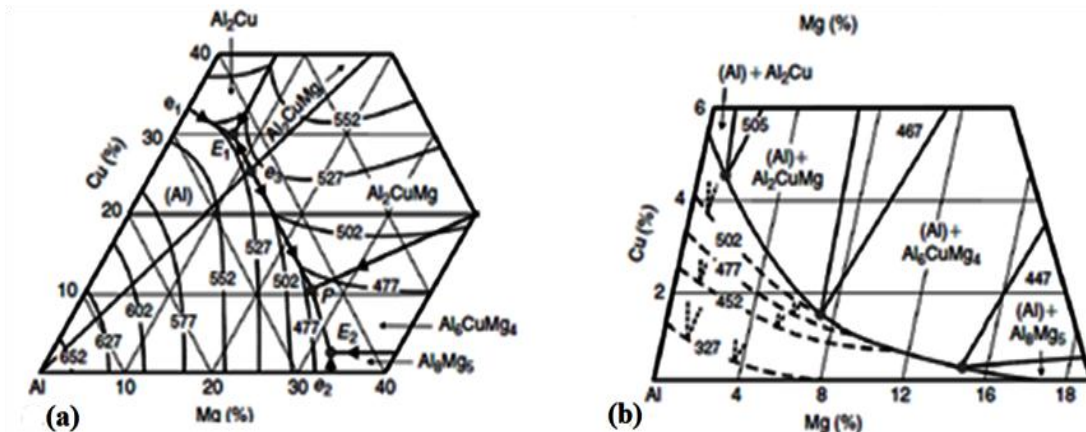 Al₂Cu
40
e₁
30
Cu (%)
E₁
Al₂CuMg
552
e₃
527
(Al)
Al₂CuMg
20
502
527
552
502
477
10
P
577
602
477
E₂
Al₆CuMg₄
627
652
Al₈Mg₅
Al
10
20
30
e₂
40
(a)
Mg (%)
Mg (%)
(Al) + Al₂Cu
6
505
467
(Al) +
Al₂CuMg
4
Cu (%)
502
(Al) +
Al₆CuMg₄
477
452
2
447
(Al) +
Al₈Mg₅
327
Al
4
8
12
16
18
(b)
Mg (%)